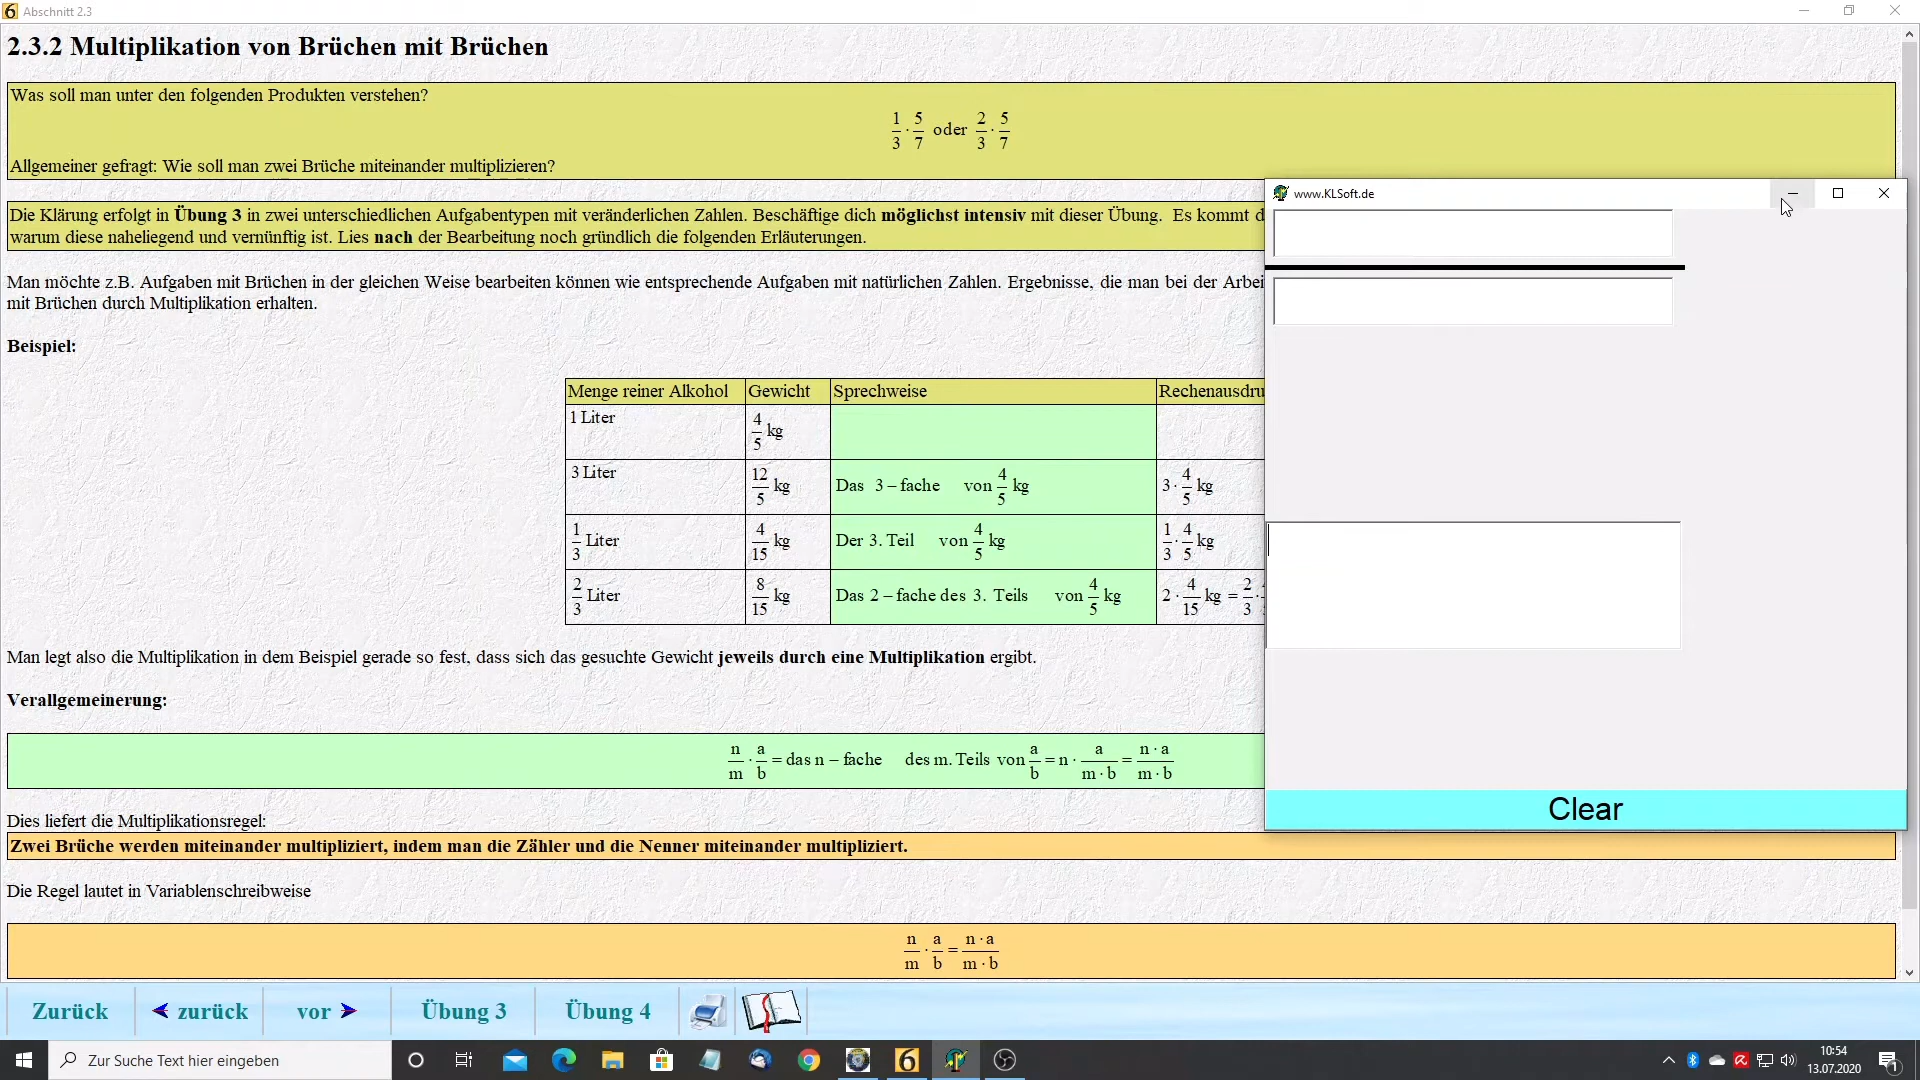 Abschnitt 2.3
2.3.2 Multiplikation von Brüchen mit Brüchen
Was soll man unter den folgenden Produkten verstehen?
1/3 · 5/7 oder 2/3 · 5/7
Allgemeiner gefragt: Wie soll man zwei Brüche miteinander multiplizieren?
Die Klärung erfolgt in Übung 3 in zwei unterschiedlichen Aufgabentypen mit veränderlichen Zahlen. Beschäftige dich möglichst intensiv mit dieser Übung. Es kommt d
warum diese naheliegend und vernünftig ist. Lies nach der Bearbeitung noch gründlich die folgenden Erläuterungen.
Man möchte z.B. Aufgaben mit Brüchen in der gleichen Weise bearbeiten können wie entsprechende Aufgaben mit natürlichen Zahlen. Ergebnisse, die man bei der Arbei
mit Brüchen durch Multiplikation erhalten.
Beispiel:
Menge reiner Alkohol Gewicht Sprechweise Rechenausdru
1 Liter 4/5 kg
3 Liter 12/5 kg Das 3 – fache von 4/5 kg 3 · 4/5 kg
1/3 Liter 4/15 kg Der 3. Teil von 4/5 kg 1/3 · 4/5 kg
2/3 Liter 8/15 kg Das 2 – fache des 3. Teils von 4/5 kg 2 · 4/15 kg = 2/3 ·
Man legt also die Multiplikation in dem Beispiel gerade so fest, dass sich das gesuchte Gewicht jeweils durch eine Multiplikation ergibt.
Verallgemeinerung:
n/m · a/b = das n – fache des m. Teils von a/b = n · a/(m · b) = (n · a)/(m · b)
Dies liefert die Multiplikationsregel:
Zwei Brüche werden miteinander multipliziert, indem man die Zähler und die Nenner miteinander multipliziert.
Die Regel lautet in Variablenschreibweise
n/m · a/b = (n · a)/(m · b)
www.KLSoft.de
Clear
Zurück zurück vor Übung 3 Übung 4
Zur Suche Text hier eingeben
10:54
13.07.2020